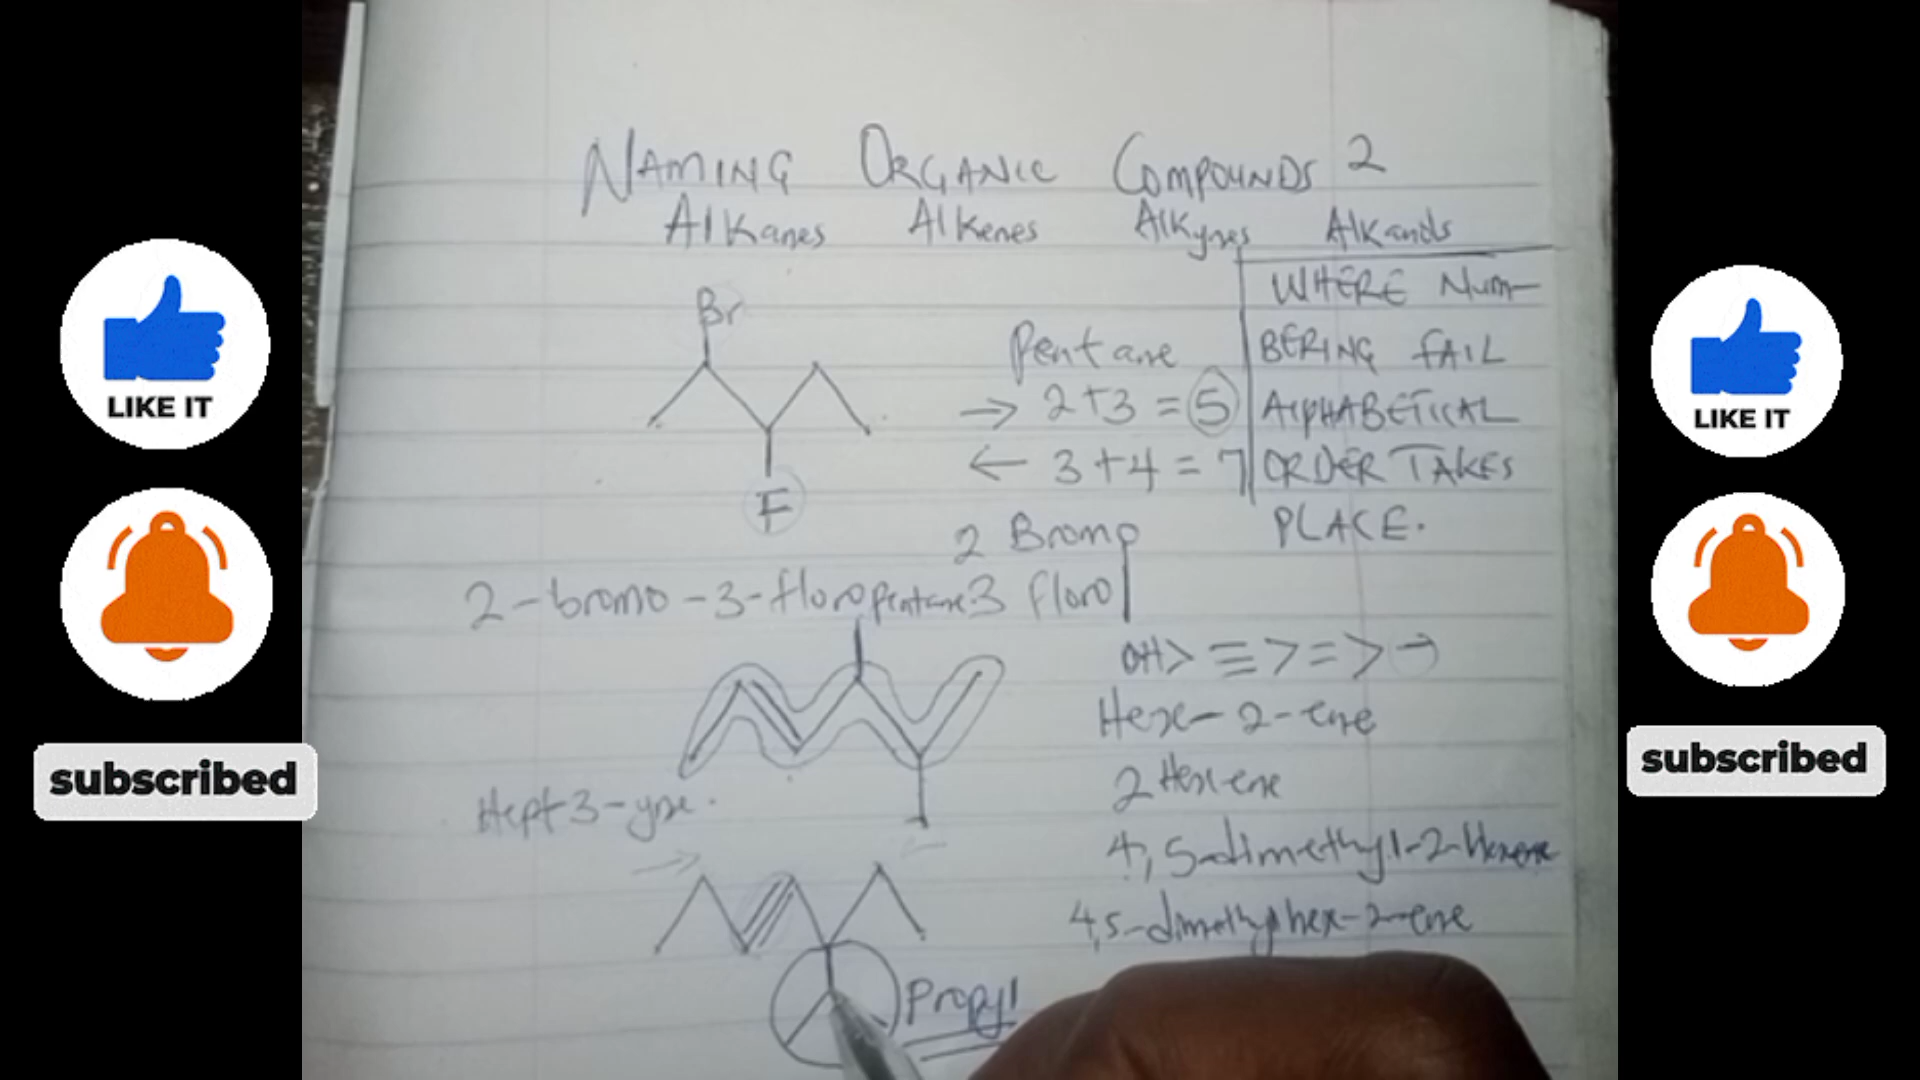 NAMING ORGANIC COMPOUNDS 2
Alkanes Alkenes Alkynes Alkanols
WHERE Num-
BERING FAIL
AlPHABETICAL
ORDER TAKES
PLACE.
Br
F
Pentane
→ 2+3 = 5
← 3+4 = 7
2 Bromo
3 floro
2-bromo-3-floropentane
OH> ≡ > = > -
Hex-2-ene
2 Hexene
4,5-dimethyl-2-Hexene
4,5-dimethylhex-2-ene
Hept-3-yne.
Propyl
LIKE IT
subscribed
LIKE IT
subscribed